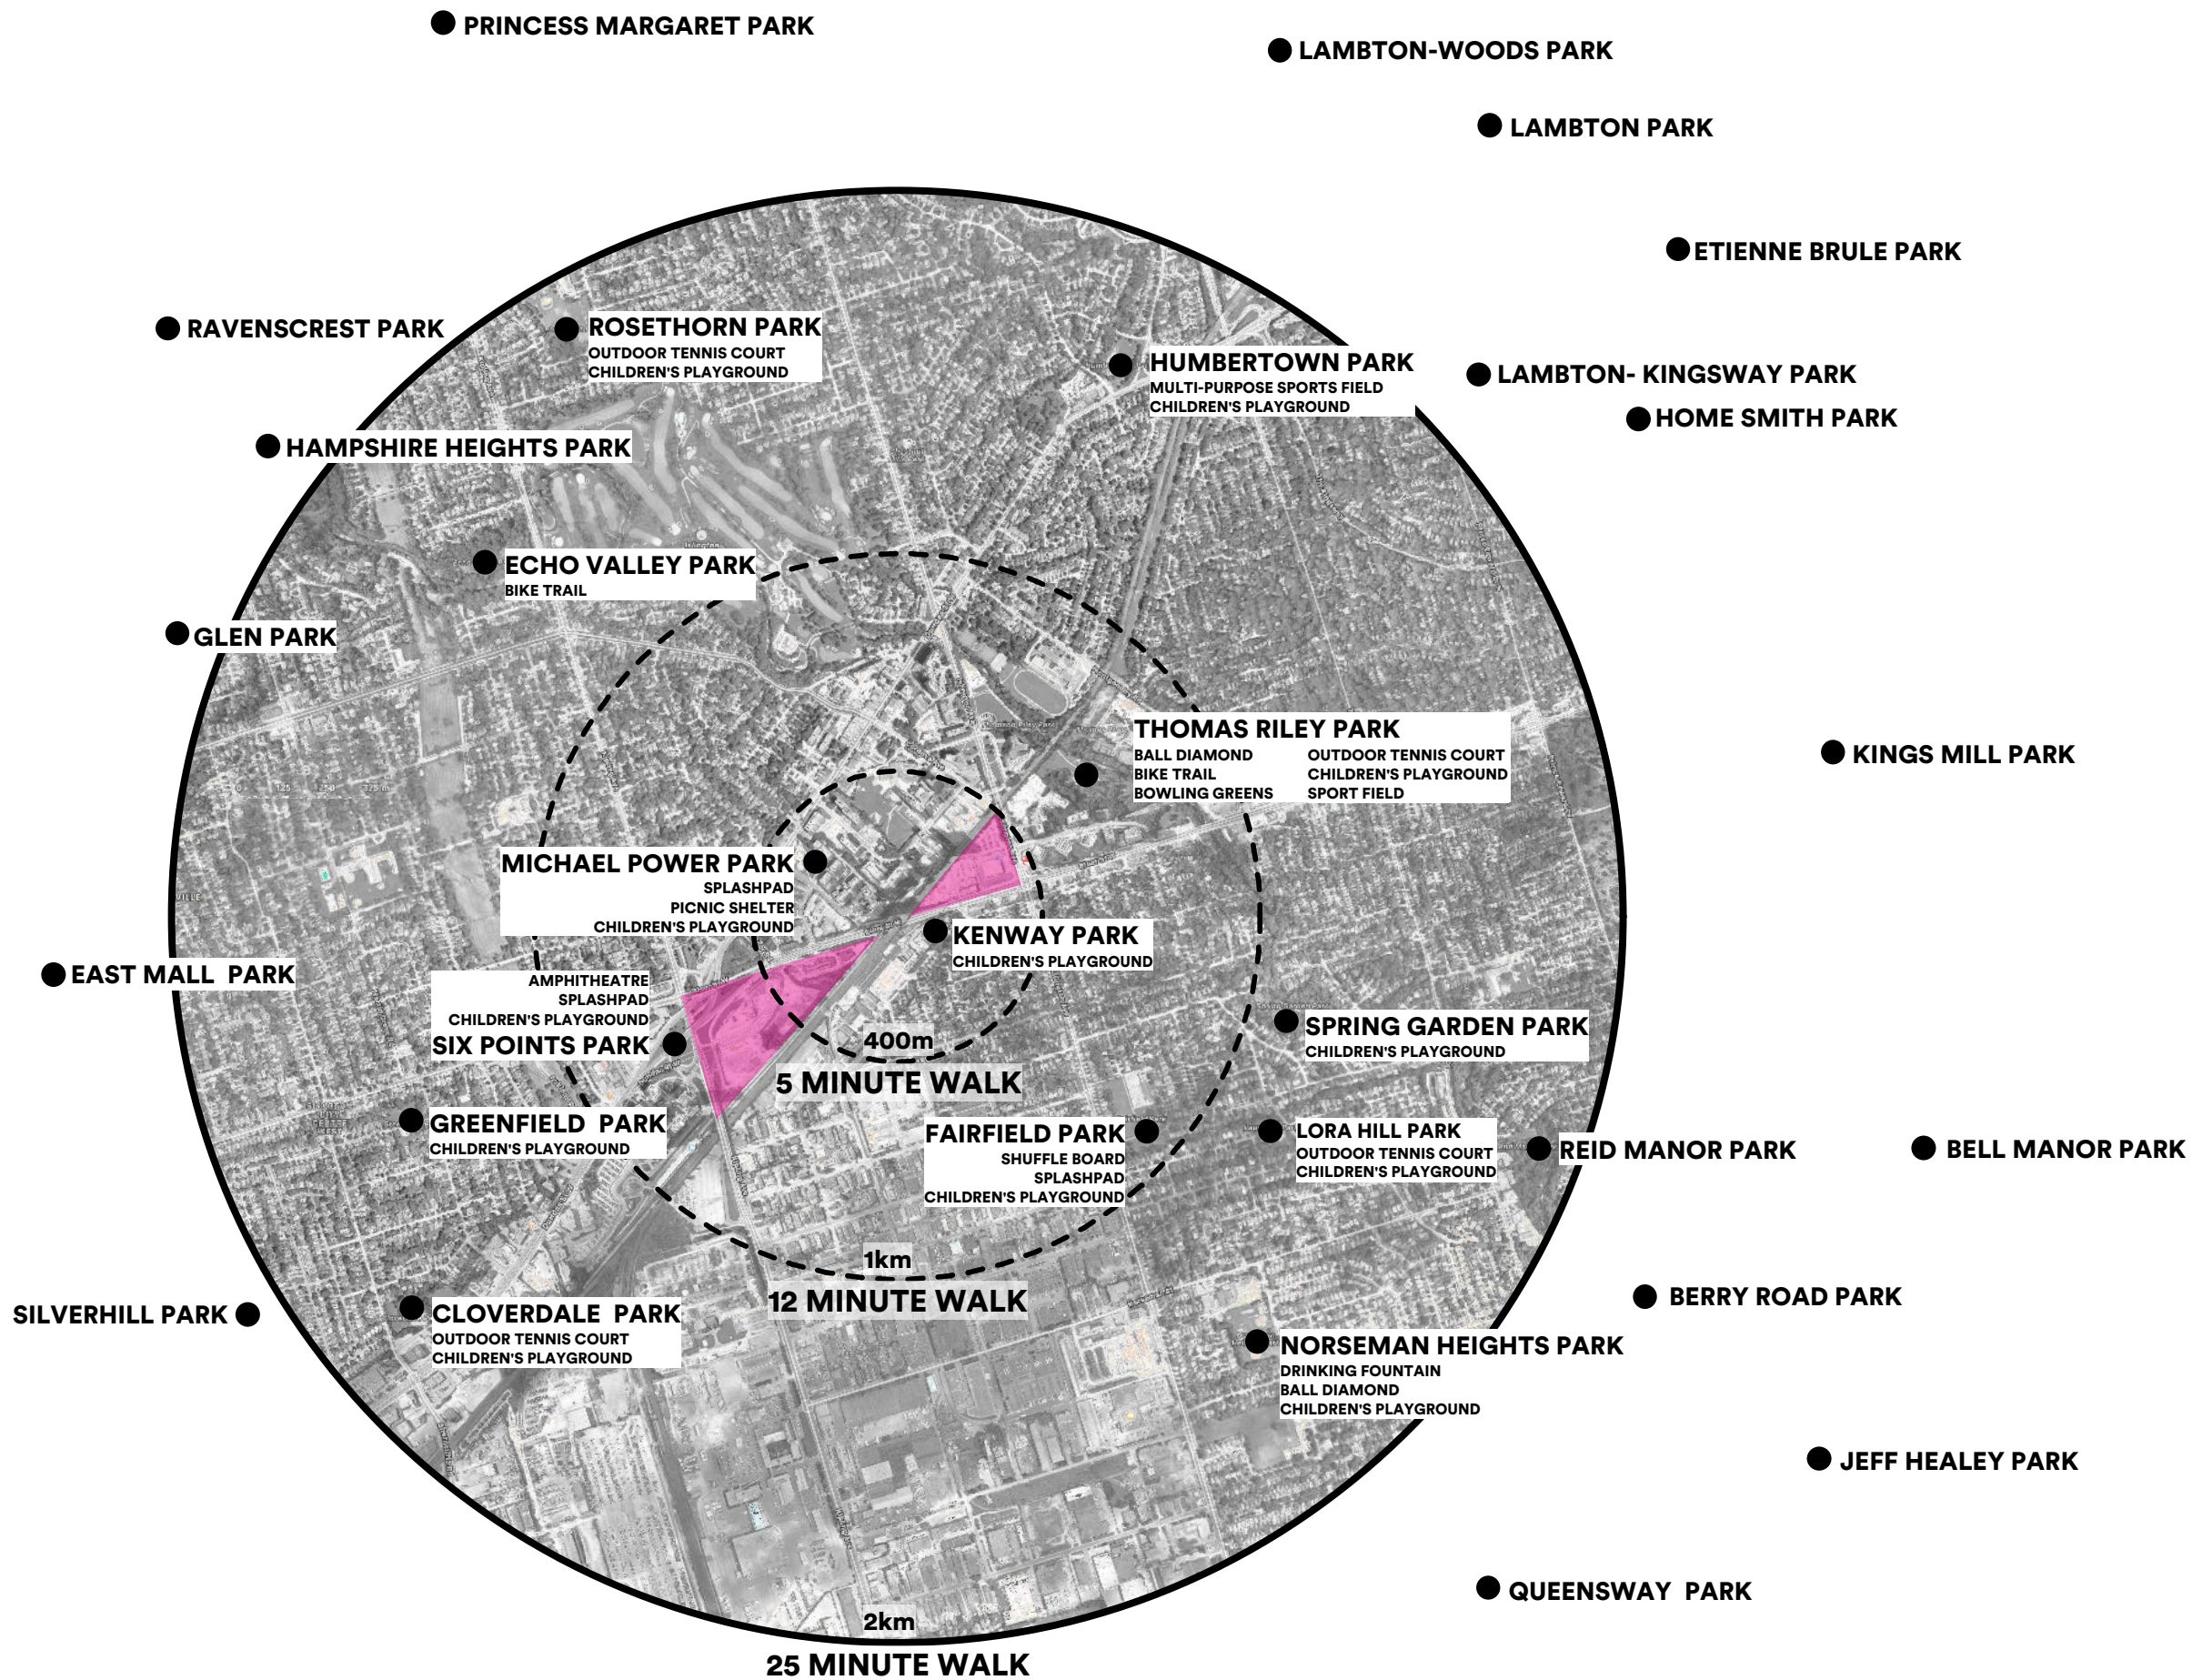 PRINCESS MARGARET PARK
LAMBTON-WOODS PARK
LAMBTON PARK
ETIENNE BRULE PARK
RAVENSCREST PARK
ROSETHORN PARK
OUTDOOR TENNIS COURT
CHILDREN'S PLAYGROUND
HUMBERTOWN PARK
MULTI-PURPOSE SPORTS FIELD
CHILDREN'S PLAYGROUND
LAMBTON- KINGSWAY PARK
HOME SMITH PARK
HAMPSHIRE HEIGHTS PARK
ECHO VALLEY PARK
BIKE TRAIL
GLEN PARK
THOMAS RILEY PARK
BALL DIAMOND
BIKE TRAIL
BOWLING GREENS
OUTDOOR TENNIS COURT
CHILDREN'S PLAYGROUND
SPORT FIELD
KINGS MILL PARK
MICHAEL POWER PARK
SPLASHPAD
PICNIC SHELTER
CHILDREN'S PLAYGROUND
KENWAY PARK
CHILDREN'S PLAYGROUND
EAST MALL PARK
AMPHITHEATRE
SPLASHPAD
CHILDREN'S PLAYGROUND
SIX POINTS PARK
SPRING GARDEN PARK
CHILDREN'S PLAYGROUND
400m
5 MINUTE WALK
GREENFIELD PARK
CHILDREN'S PLAYGROUND
FAIRFIELD PARK
SHUFFLE BOARD
SPLASHPAD
CHILDREN'S PLAYGROUND
LORA HILL PARK
OUTDOOR TENNIS COURT
CHILDREN'S PLAYGROUND
REID MANOR PARK
BELL MANOR PARK
1km
12 MINUTE WALK
SILVERHILL PARK
CLOVERDALE PARK
OUTDOOR TENNIS COURT
CHILDREN'S PLAYGROUND
BERRY ROAD PARK
NORSEMAN HEIGHTS PARK
DRINKING FOUNTAIN
BALL DIAMOND
CHILDREN'S PLAYGROUND
JEFF HEALEY PARK
QUEENSWAY PARK
2km
25 MINUTE WALK